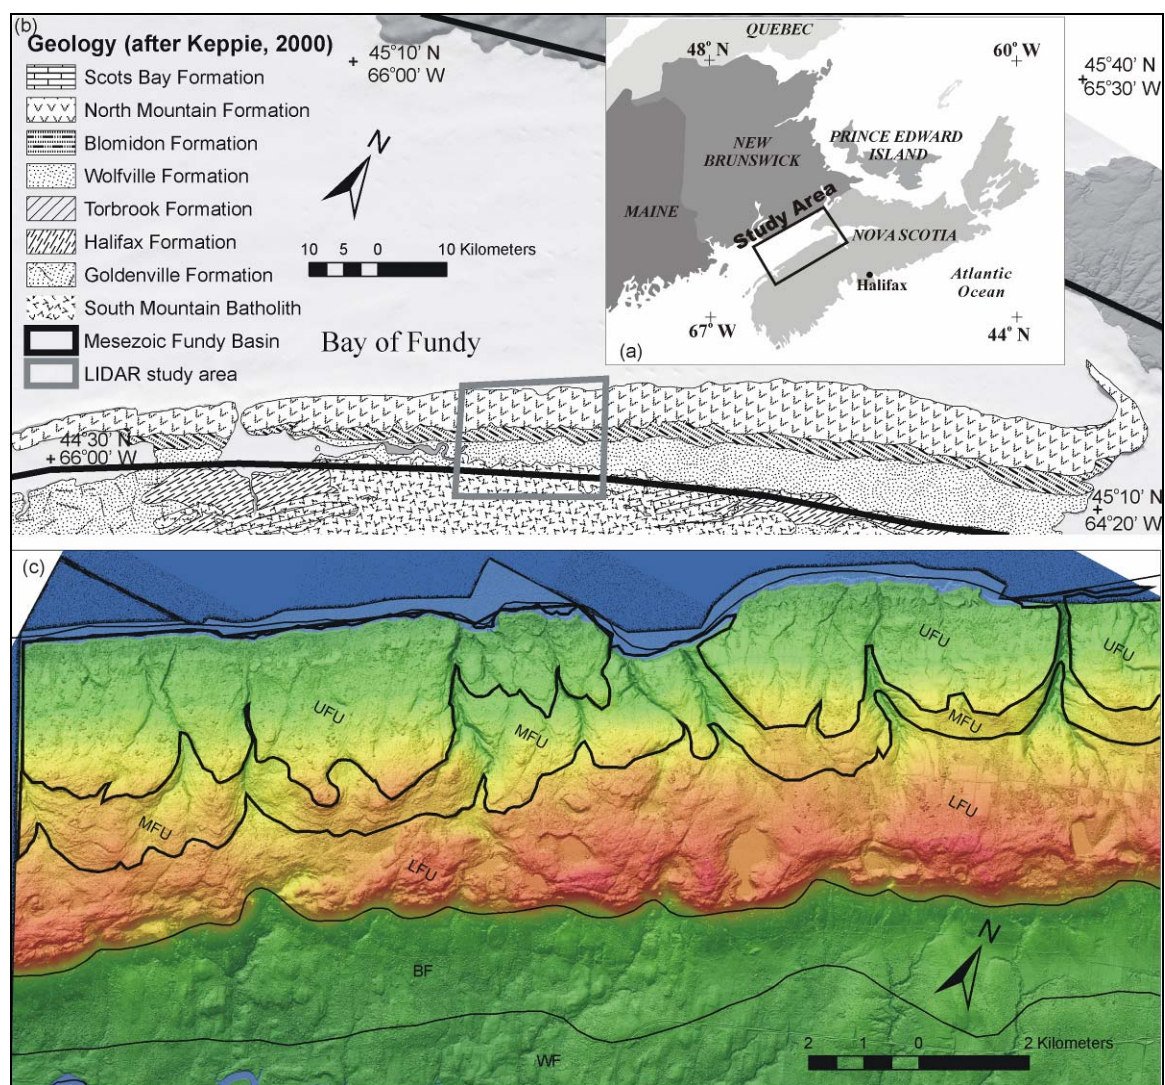 (b)
Geology (after Keppie, 2000)
Scots Bay Formation
North Mountain Formation
Blomidon Formation
Wolfville Formation
Torbrook Formation
Halifax Formation
Goldenville Formation
South Mountain Batholith
Mesezoic Fundy Basin
LIDAR study area
45°10' N
66°00' W
N
10 5 0 10 Kilometers
Bay of Fundy
QUEBEC
48° N
60° W
NEW
BRUNSWICK
PRINCE EDWARD
ISLAND
MAINE
Study Area
NOVA SCOTIA
Halifax
Atlantic
Ocean
67° W
44° N
(a)
45°40' N
65°30' W
44°30' N
66°00' W
45°10' N
64°20' W
(c)
UFU
UFU
UFU
MFU
MFU
MFU
LFU
LFU
BF
WF
N
2 1 0 2 Kilometers